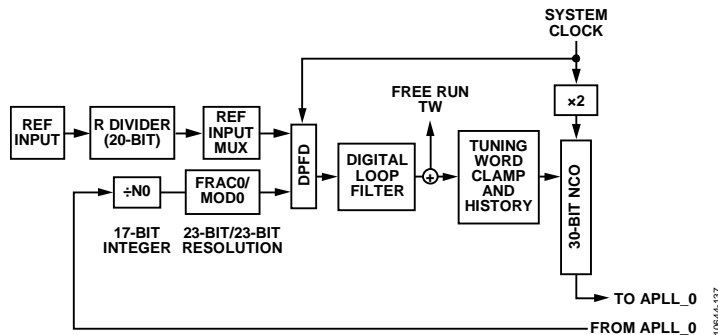 SYSTEM
CLOCK
FREE RUN
TW
×2
REF
INPUT
R DIVIDER
(20-BIT)
REF
INPUT
MUX
DPFD
DIGITAL
LOOP
FILTER
+
TUNING
WORD
CLAMP
AND
HISTORY
30-BIT NCO
÷N0
FRAC0/
MOD0
17-BIT
INTEGER
23-BIT/23-BIT
RESOLUTION
TO APLL_0
FROM APLL_0
10644-137